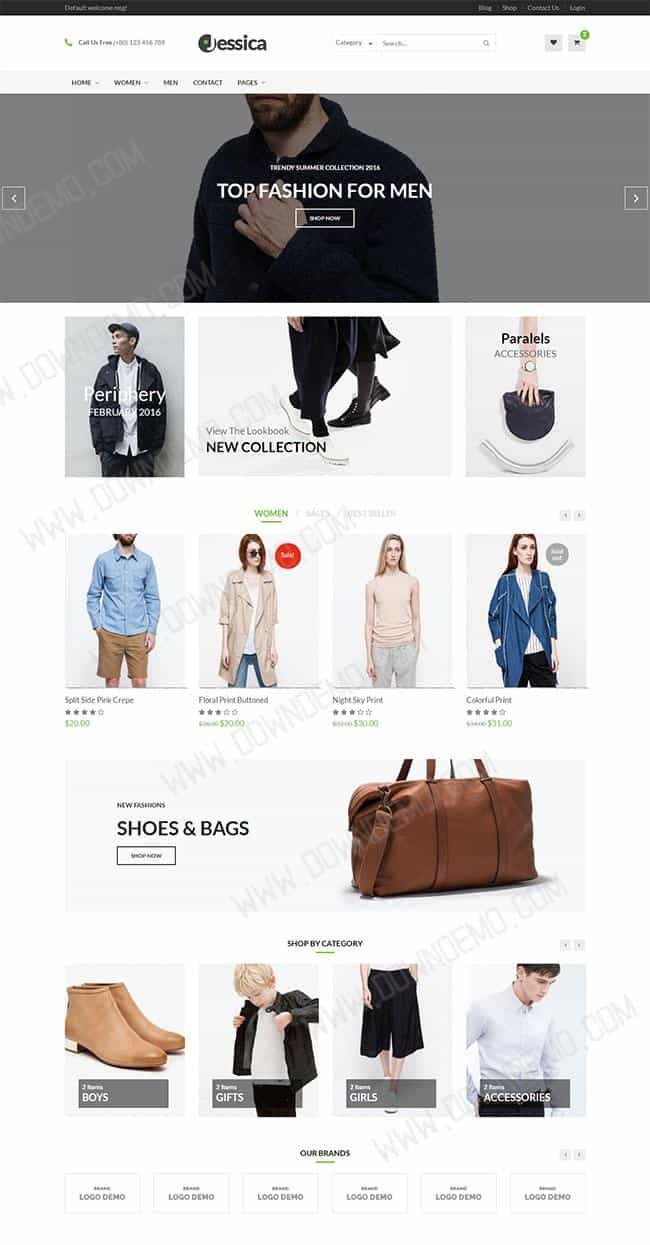 Default welcome msg!
Blog Shop Contact Us Login
Call Us Free (+80) 123 456 789
Jessica
Category
Search...
HOME WOMEN MEN CONTACT PAGES
TRENDY SUMMER COLLECTION 2016
TOP FASHION FOR MEN
SHOP NOW
Periphery
FEBRUARY 2016
View The Lookbook
NEW COLLECTION
Paralels
ACCESSORIES
WOMEN / SALES / BEST SELLER
Sale!
Sold out
Split Side Pink Crepe
$20.00
Floral Print Buttoned
$20.00
Night Sky Print
$32.00 $30.00
Colorful Print
$34.00 $31.00
NEW FASHIONS
SHOES & BAGS
SHOP NOW
SHOP BY CATEGORY
2 Items
BOYS
2 Items
GIFTS
2 Items
GIRLS
2 Items
ACCESSORIES
OUR BRANDS
BRAND
LOGO DEMO
BRAND
LOGO DEMO
BRAND
LOGO DEMO
BRAND
LOGO DEMO
BRAND
LOGO DEMO
BRAND
LOGO DEMO
WWW.DOWNDEMO.COM